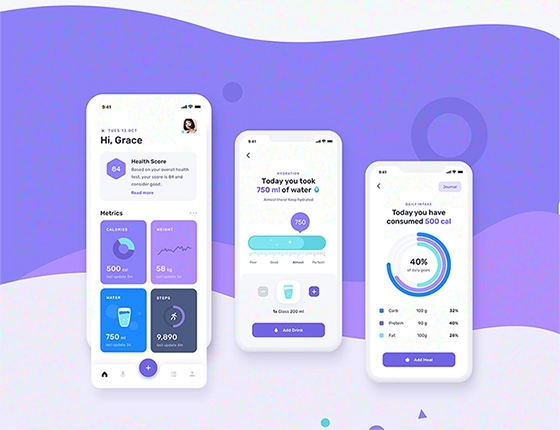 9:41
TUES 13 OCT
Hi, Grace
84
Health Score
Based on your overall health
test, your score is 84 and
consider good.
Read more
Metrics
CALORIES
500 Cal
last update 3m
HEIGHT
58 kg
last update 3d
WATER
750 ml
last update 3m
STEPS
9,890
last update 3m
9:41
HYDRATION
Today you took
750 ml of water
Almost there! Keep hydrated
750
Poor Good Almost Perfect
1x Glass 200 ml
Add Drink
9:41
Journal
DAILY INTAKE
Today you have
consumed 500 cal
40%
of daily goals
Carb 100 g 32%
Protein 90 g 40%
Fat 100g 28%
Add Meal